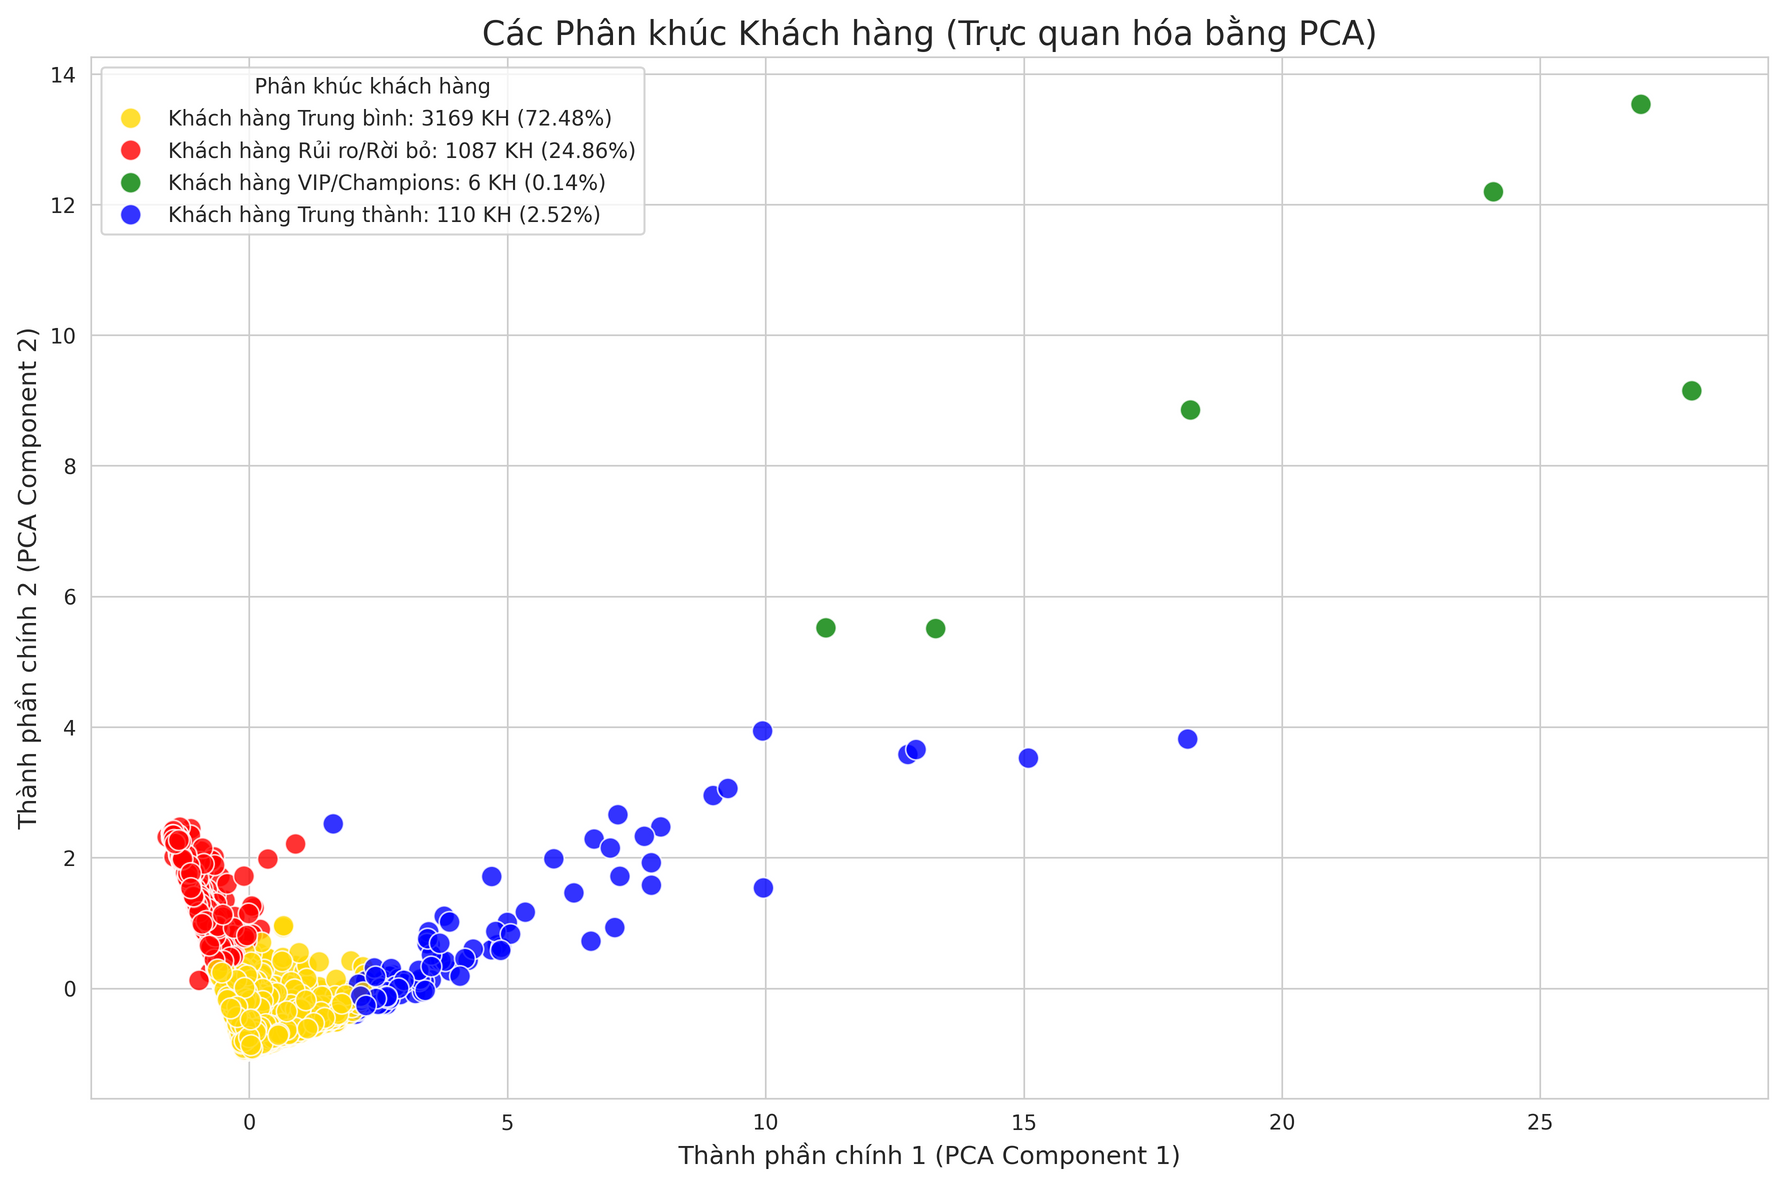 Các Phân khúc Khách hàng (Trực quan hóa bằng PCA)
Phân khúc khách hàng
Khách hàng Trung bình: 3169 KH (72.48%)
Khách hàng Rủi ro/Rời bỏ: 1087 KH (24.86%)
Khách hàng VIP/Champions: 6 KH (0.14%)
Khách hàng Trung thành: 110 KH (2.52%)
Thành phần chính 2 (PCA Component 2)
14
12
10
8
6
4
2
0
0 5 10 15 20 25
Thành phần chính 1 (PCA Component 1)